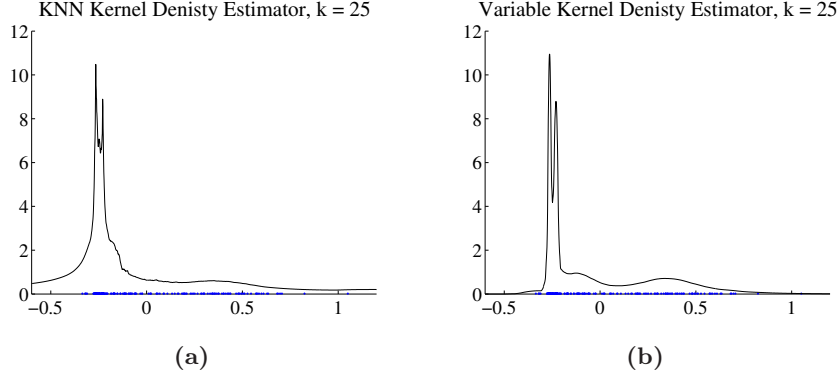 KNN Kernel Denisty Estimator, k = 25
12
10
8
6
4
2
0
−0.5 0 0.5 1
(a)
Variable Kernel Denisty Estimator, k = 25
12
10
8
6
4
2
0
−0.5 0 0.5 1
(b)